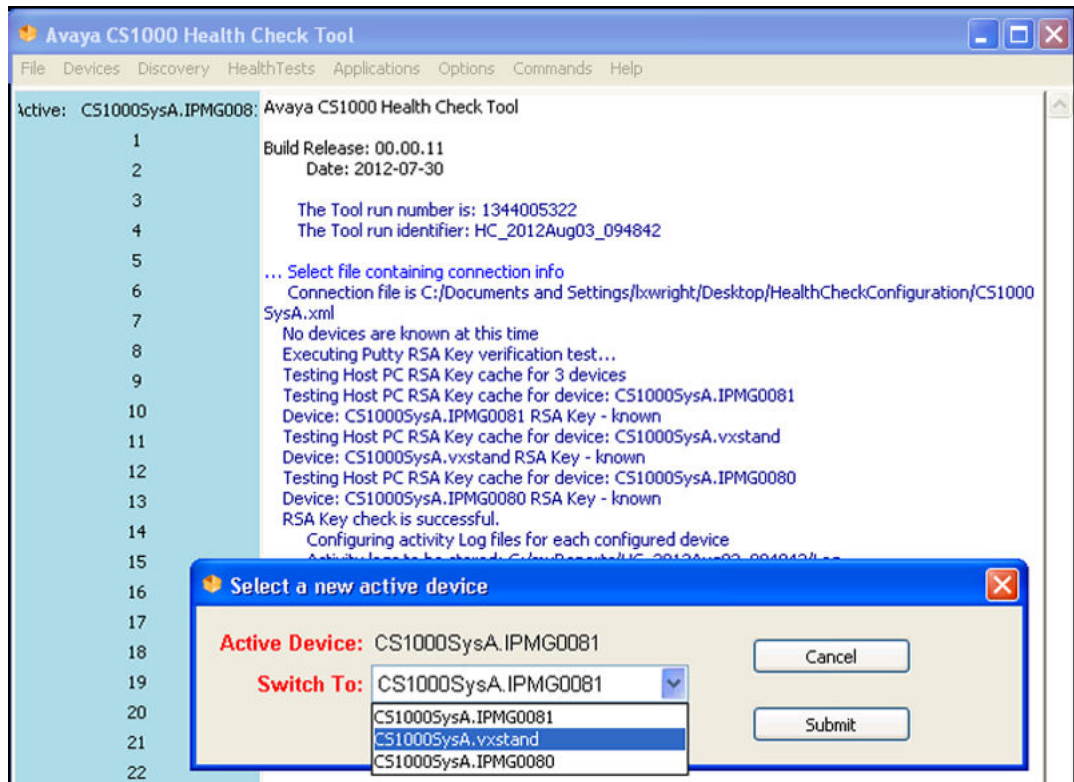 Avaya CS1000 Health Check Tool
File Devices Discovery HealthTests Applications Options Commands Help
Active: CS1000SysA.IPMG0081
Avaya CS1000 Health Check Tool
1
Build Release: 00.00.11
2
Date: 2012-07-30
3
The Tool run number is: 1344005322
4
The Tool run identifier: HC_2012Aug03_094842
5
... Select file containing connection info
6
Connection file is C:/Documents and Settings/lxwright/Desktop/HealthCheckConfiguration/CS1000
7
SysA.xml
No devices are known at this time
8
Executing Putty RSA Key verification test...
9
Testing Host PC RSA Key cache for 3 devices
Testing Host PC RSA Key cache for device: CS1000SysA.IPMG0081
10
Device: CS1000SysA.IPMG0081 RSA Key - known
11
Testing Host PC RSA Key cache for device: CS1000SysA.vxstand
Device: CS1000SysA.vxstand RSA Key - known
12
Testing Host PC RSA Key cache for device: CS1000SysA.IPMG0080
13
Device: CS1000SysA.IPMG0080 RSA Key - known
RSA Key check is successful.
14
Configuring activity Log files for each configured device
15
16
17
18
19
20
21
22
Select a new active device
Active Device: CS1000SysA.IPMG0081
Cancel
Switch To: CS1000SysA.IPMG0081
CS1000SysA.IPMG0081
CS1000SysA.vxstand
CS1000SysA.IPMG0080
Submit